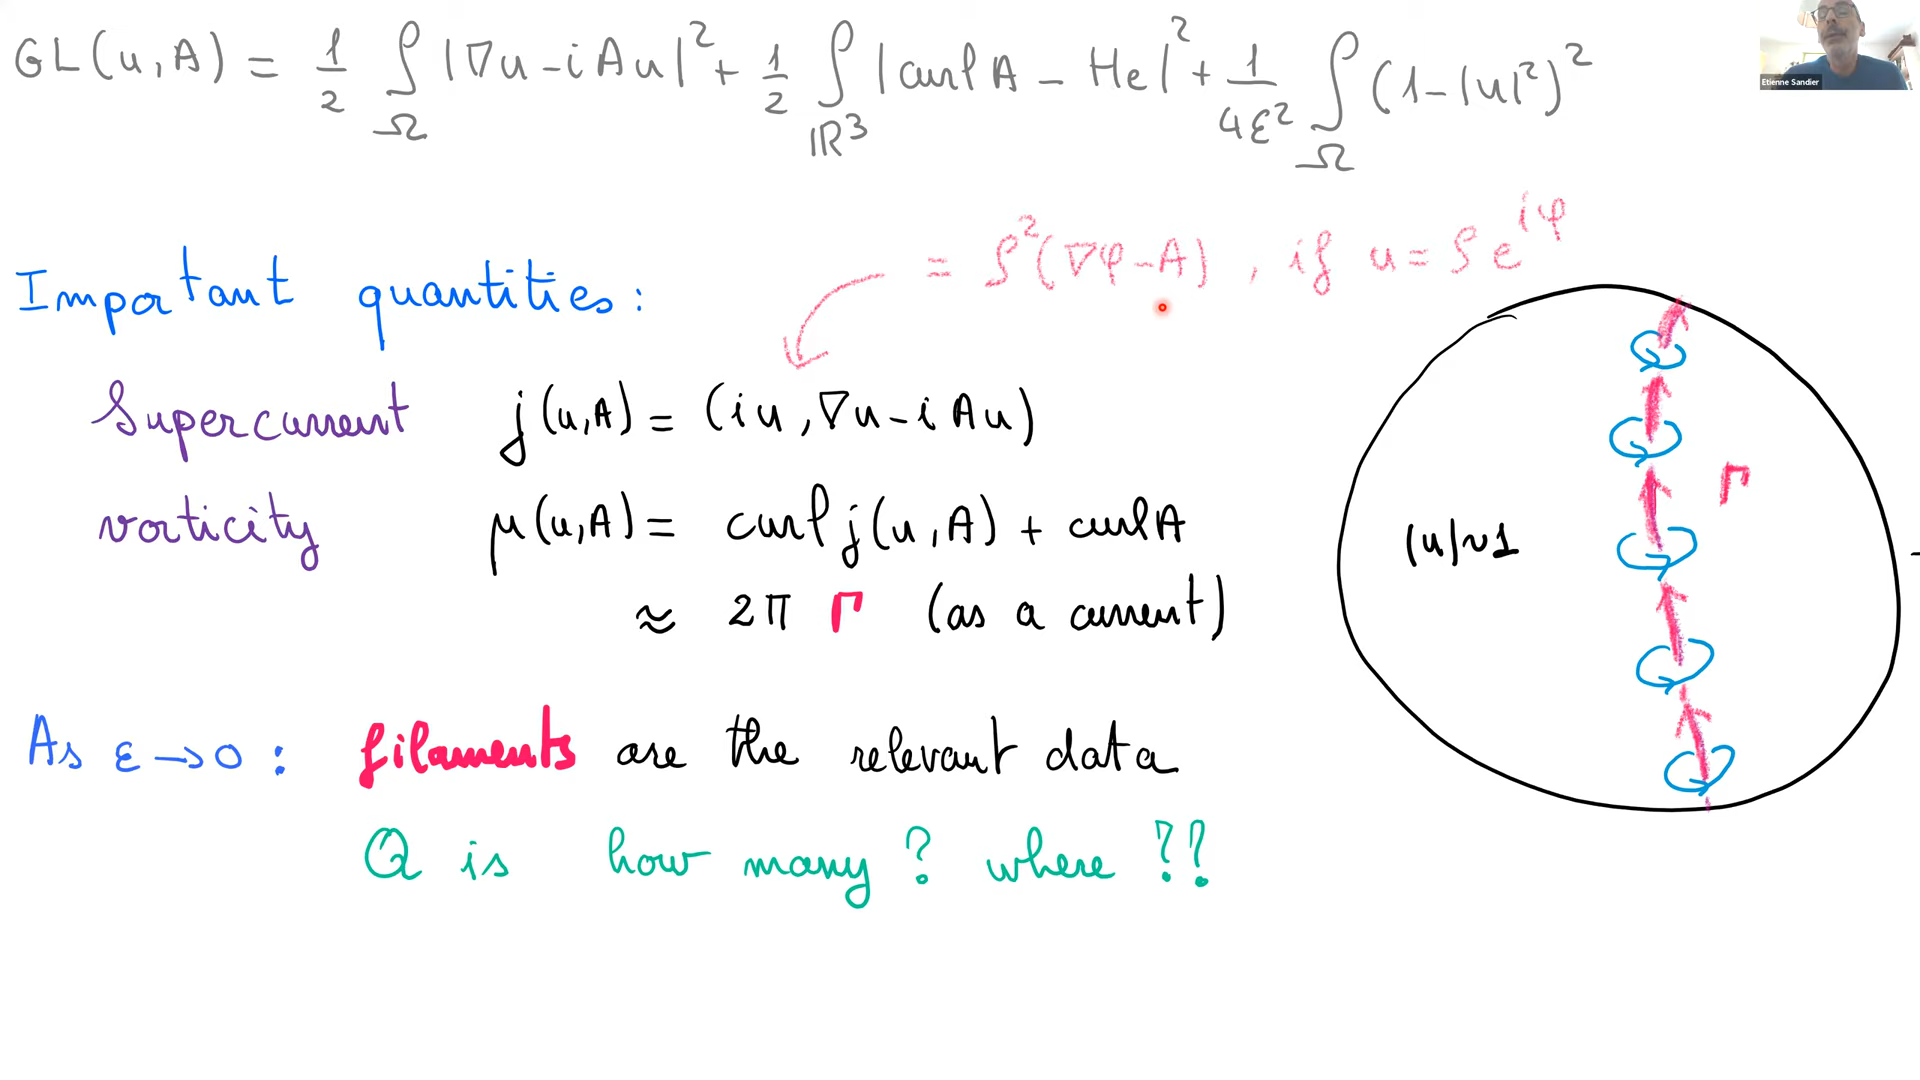 GL(u,A) = 1/2 ∫_Ω |∇u - iAu|² + 1/2 ∫_ℝ³ |curl A - He|² + 1/4ε² ∫_Ω (1-|u|²)²
Etienne Sandier
= ρ²(∇φ-A), if u = ρe^{iφ}
Important quantities:
Supercurrent j(u,A) = (iu, ∇u - iAu)
vorticity μ(u,A) = curl j(u,A) + curl A
≈ 2π Γ (as a current)
|u|~1
Γ
As ε → 0: filaments are the relevant data
Q is how many? where??